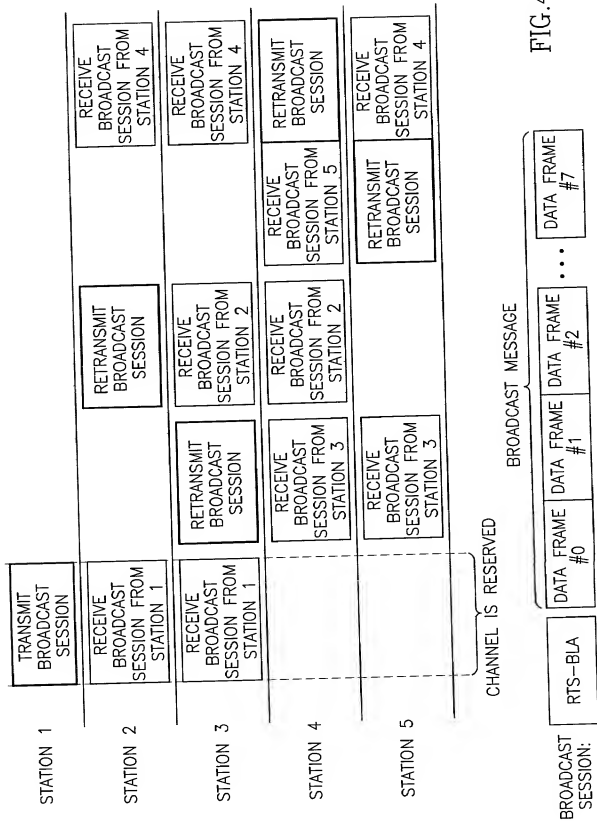 STATION 1
TRANSMIT
BROADCAST
SESSION
STATION 2
RECEIVE
BROADCAST
SESSION FROM
STATION 1
RETRANSMIT
BROADCAST
SESSION
RECEIVE
BROADCAST
SESSION FROM
STATION 4
STATION 3
RECEIVE
BROADCAST
SESSION FROM
STATION 1
RETRANSMIT
BROADCAST
SESSION
RECEIVE
BROADCAST
SESSION FROM
STATION 2
RECEIVE
BROADCAST
SESSION FROM
STATION 4
STATION 4
RECEIVE
BROADCAST
SESSION FROM
STATION 3
RECEIVE
BROADCAST
SESSION FROM
STATION 2
RECEIVE
BROADCAST
SESSION FROM
STATION 5
RETRANSMIT
BROADCAST
SESSION
STATION 5
RECEIVE
BROADCAST
SESSION FROM
STATION 3
RETRANSMIT
BROADCAST
SESSION
RECEIVE
BROADCAST
SESSION FROM
STATION 4
CHANNEL IS RESERVED
BROADCAST MESSAGE
BROADCAST
SESSION:
RTS-BLA
DATA FRAME
#0
DATA FRAME
#1
DATA FRAME
#2
...
DATA FRAME
#7
FIG.4